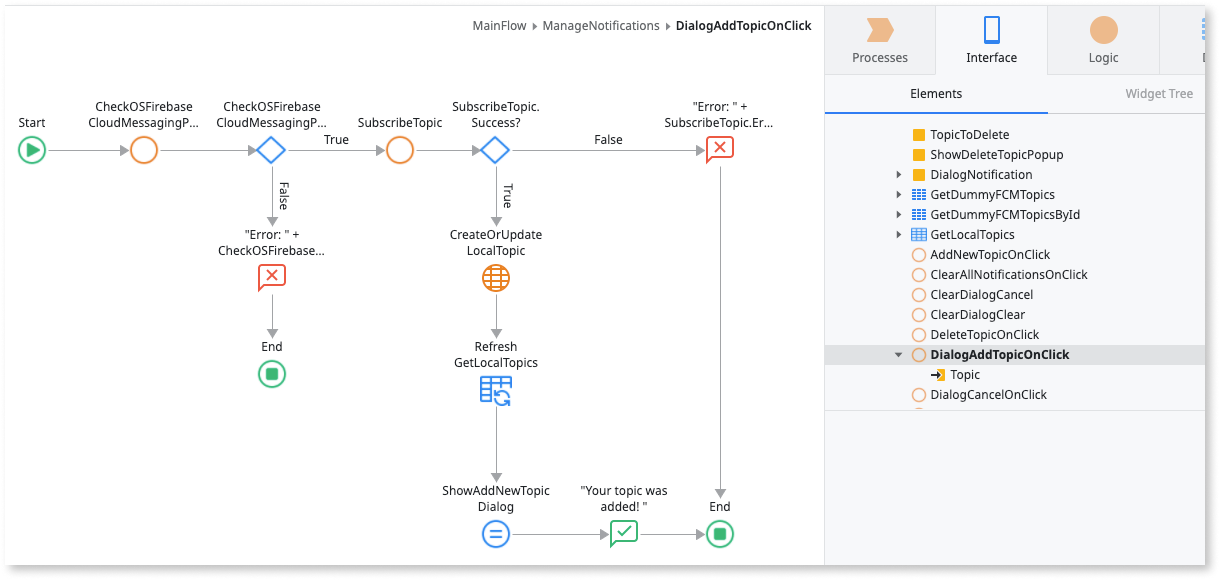 MainFlow ▸ ManageNotifications ▸ DialogAddTopicOnClick
Start
CheckOSFirebase
CloudMessagingP...
CheckOSFirebase
CloudMessagingP...
True
SubscribeTopic
SubscribeTopic.
Success?
False
"Error: " +
SubscribeTopic.Er...
False
True
"Error: " +
CheckOSFirebase...
CreateOrUpdate
LocalTopic
End
Refresh
GetLocalTopics
ShowAddNewTopic
Dialog
"Your topic was
added! "
End
Processes
Interface
Logic
Elements
Widget Tree
TopicToDelete
ShowDeleteTopicPopup
DialogNotification
GetDummyFCMTopics
GetDummyFCMTopicsById
GetLocalTopics
AddNewTopicOnClick
ClearAllNotificationsOnClick
ClearDialogCancel
ClearDialogClear
DeleteTopicOnClick
DialogAddTopicOnClick
Topic
DialogCancelOnClick